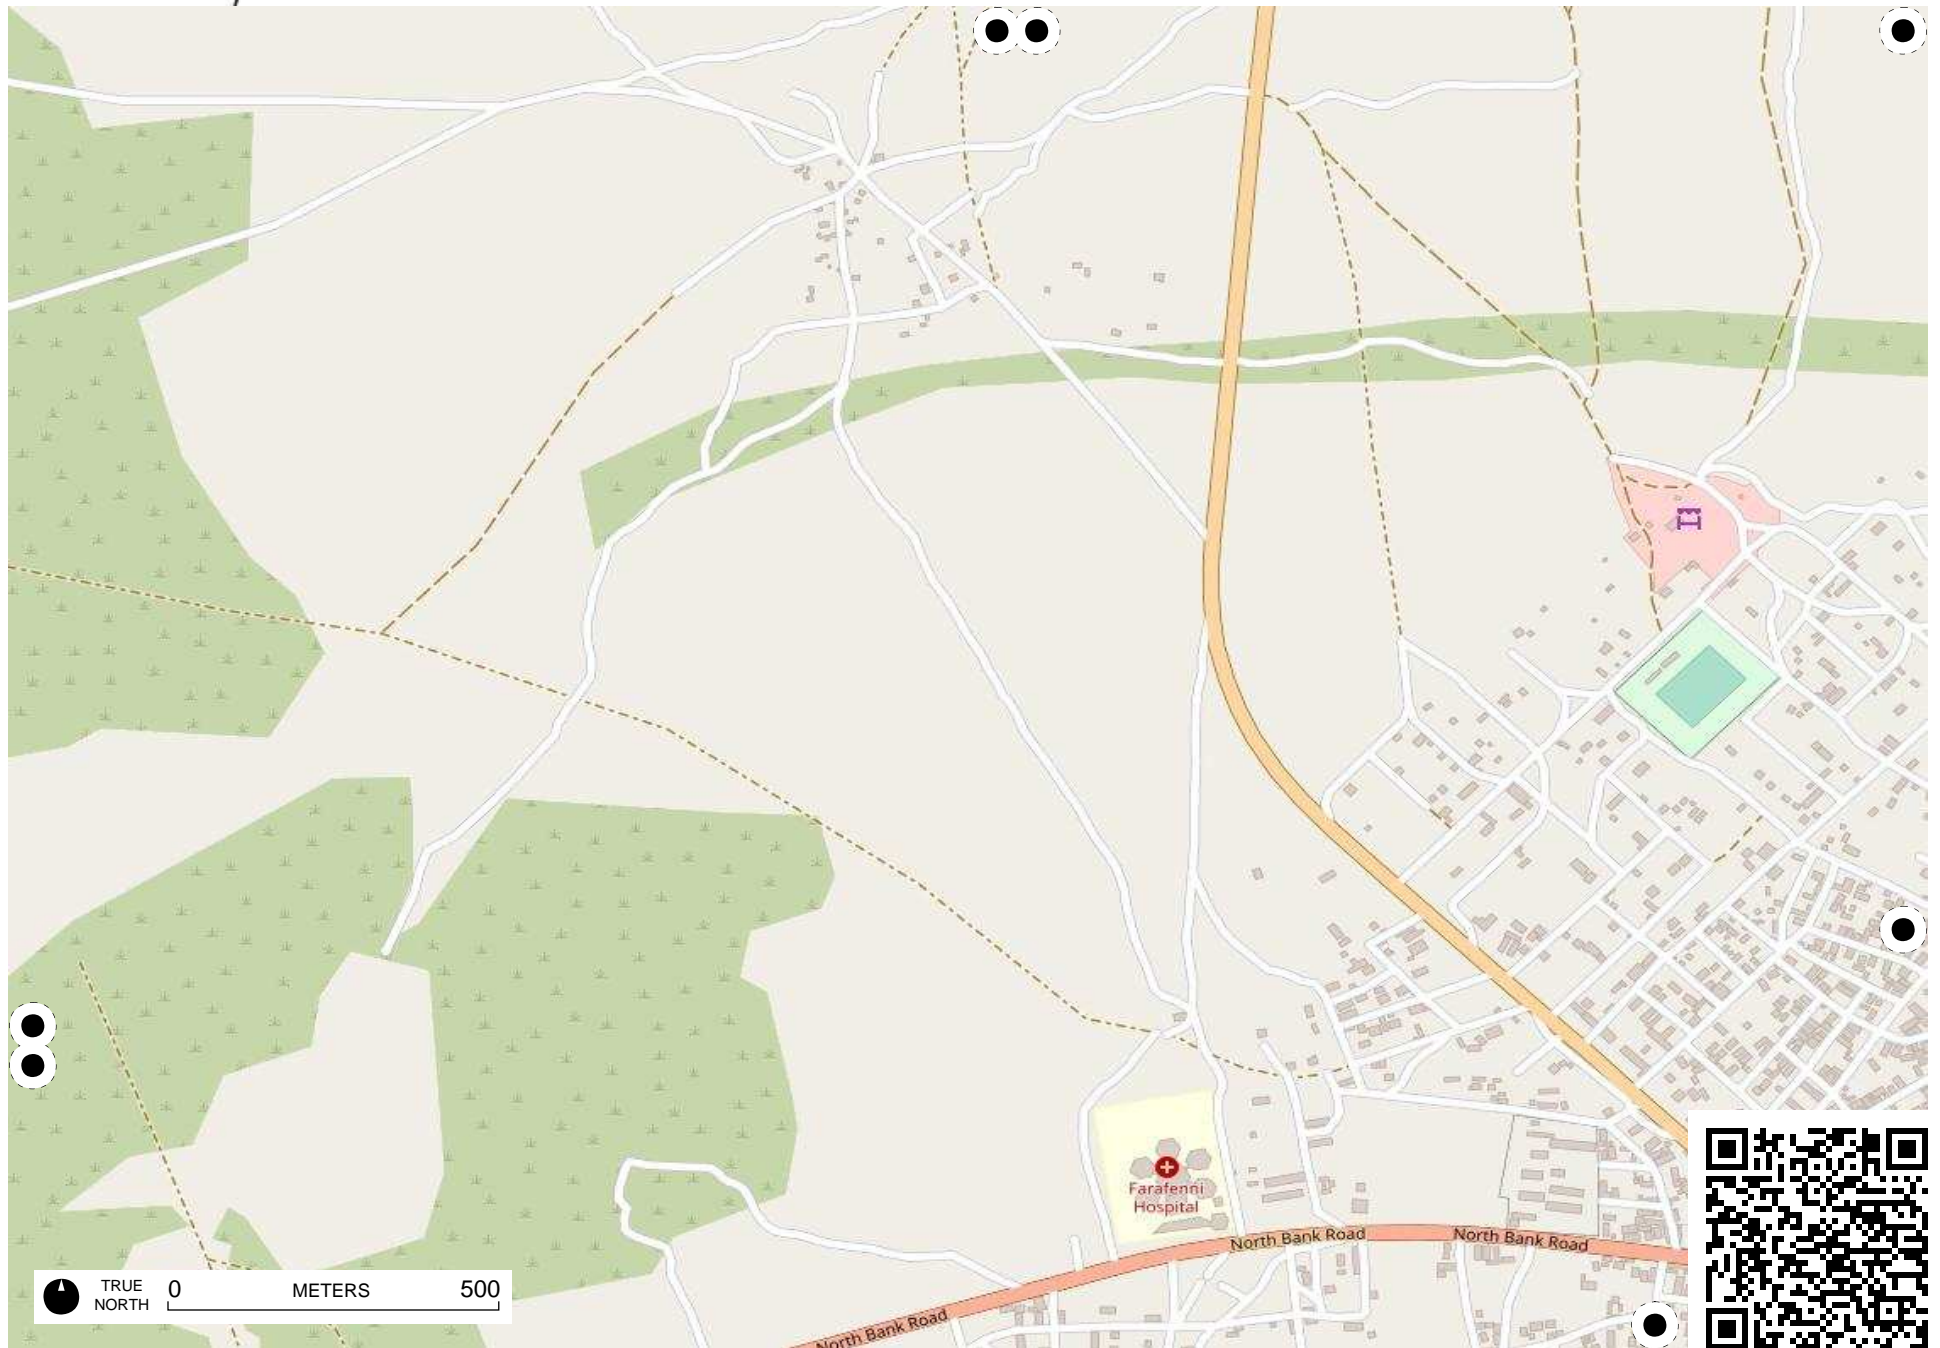 Farafenni
Hospital
North Bank Road
North Bank Road
North Bank Road
TRUE
NORTH
0
METERS
500